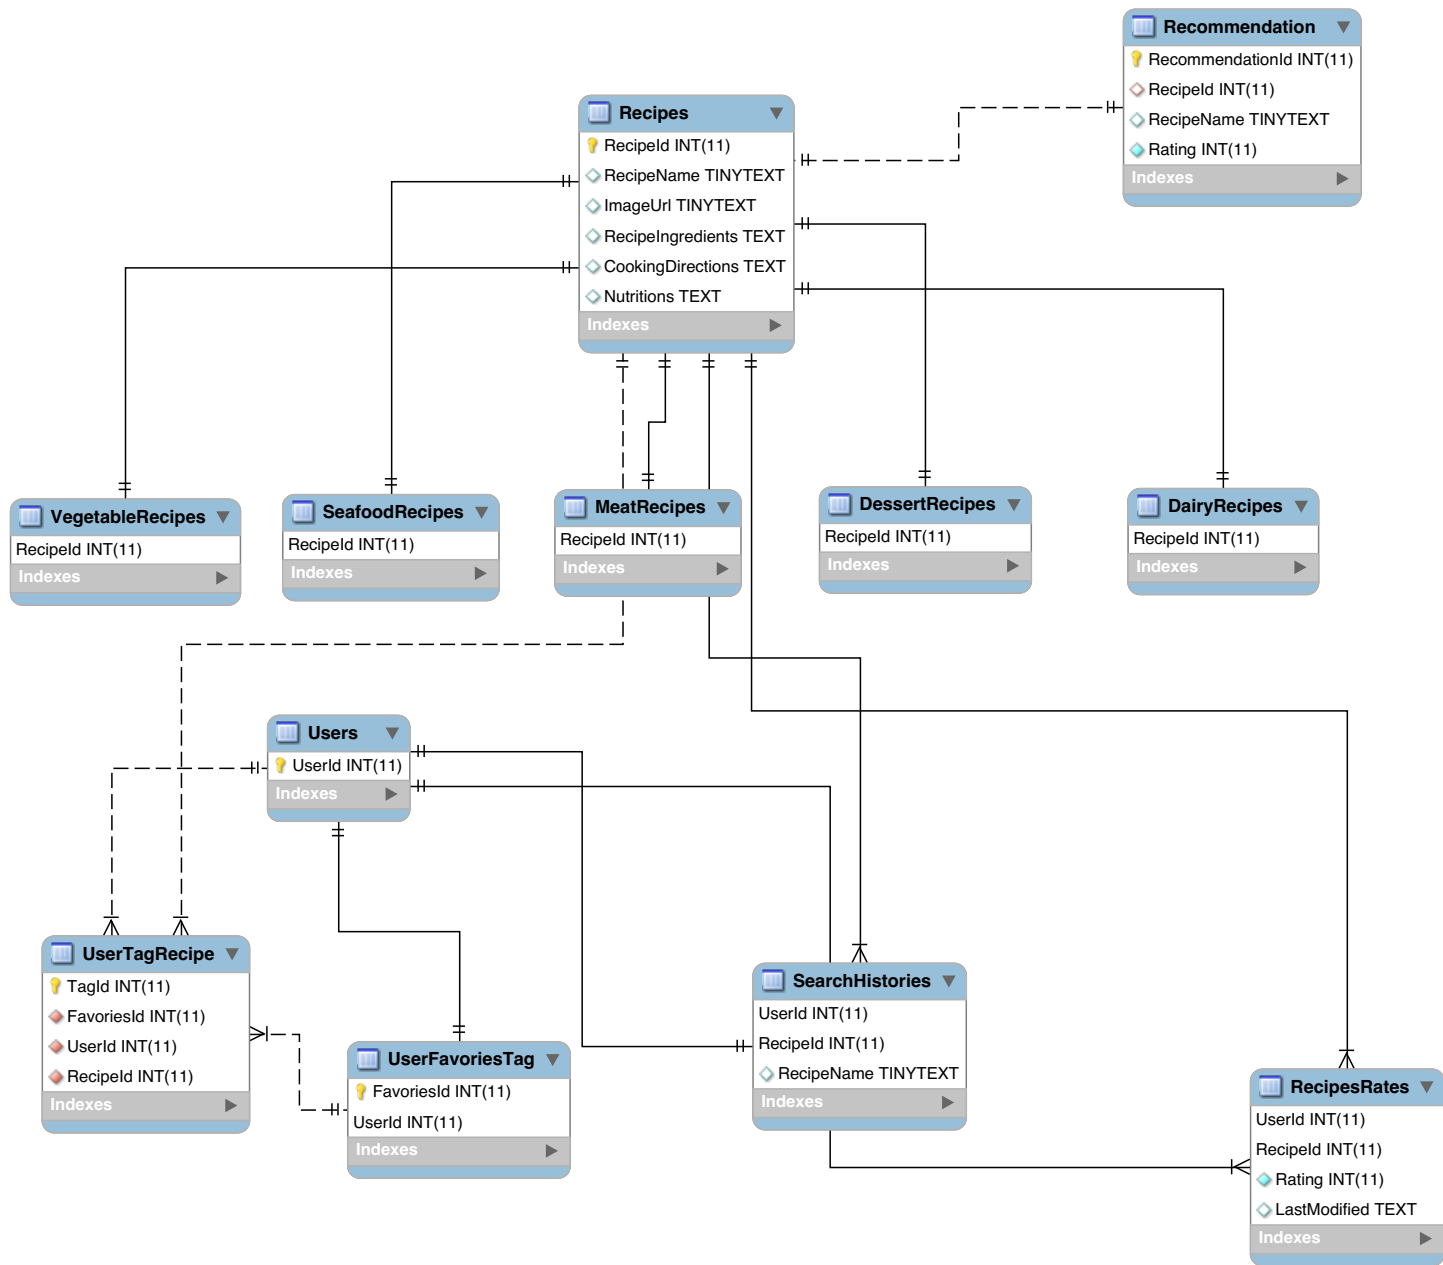 Recommendation
RecommendationId INT(11)
RecipeId INT(11)
RecipeName TINYTEXT
Rating INT(11)
Indexes
Recipes
RecipeId INT(11)
RecipeName TINYTEXT
ImageUrl TINYTEXT
RecipeIngredients TEXT
CookingDirections TEXT
Nutritions TEXT
Indexes
VegetableRecipes
RecipeId INT(11)
Indexes
SeafoodRecipes
RecipeId INT(11)
Indexes
MeatRecipes
RecipeId INT(11)
Indexes
DessertRecipes
RecipeId INT(11)
Indexes
DairyRecipes
RecipeId INT(11)
Indexes
Users
UserId INT(11)
Indexes
UserTagRecipe
TagId INT(11)
FavoriesId INT(11)
UserId INT(11)
RecipeId INT(11)
Indexes
UserFavoriesTag
FavoriesId INT(11)
UserId INT(11)
Indexes
SearchHistories
UserId INT(11)
RecipeId INT(11)
RecipeName TINYTEXT
Indexes
RecipesRates
UserId INT(11)
RecipeId INT(11)
Rating INT(11)
LastModified TEXT
Indexes